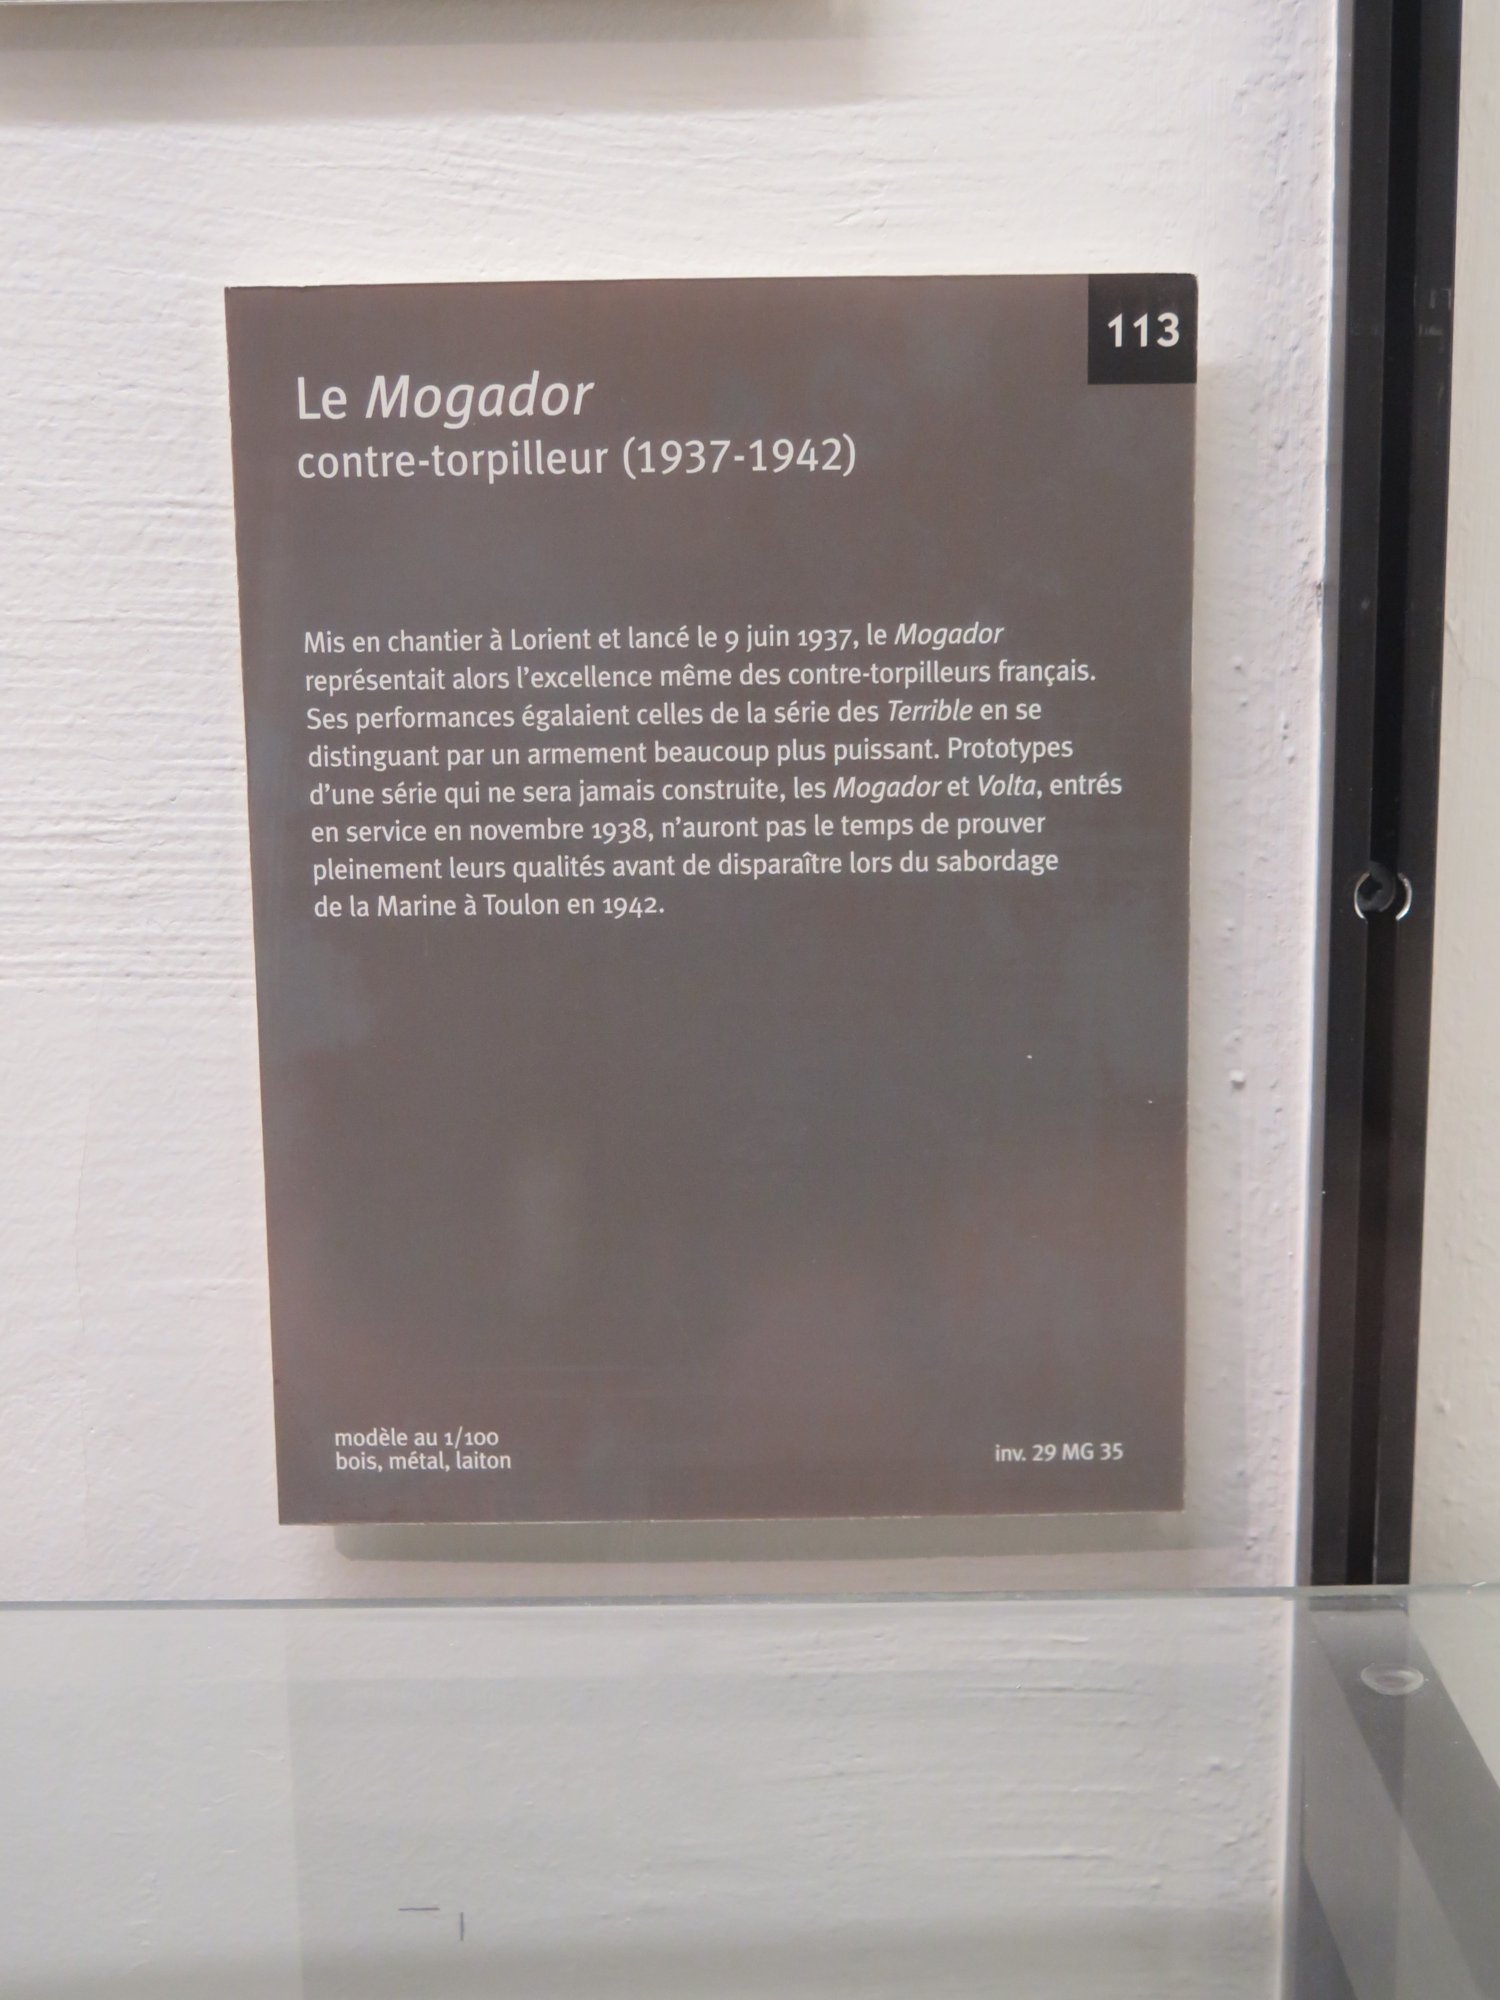 113
Le Mogador
contre-torpilleur (1937-1942)
Mis en chantier à Lorient et lancé le 9 juin 1937, le Mogador
représentait alors l'excellence même des contre-torpilleurs français.
Ses performances égalaient celles de la série des Terrible en se
distinguant par un armement beaucoup plus puissant. Prototypes
d'une série qui ne sera jamais construite, les Mogador et Volta, entrés
en service en novembre 1938, n'auront pas le temps de prouver
pleinement leurs qualités avant de disparaître lors du sabordage
de la Marine à Toulon en 1942.
modèle au 1/100
bois, métal, laiton
inv. 29 MG 35